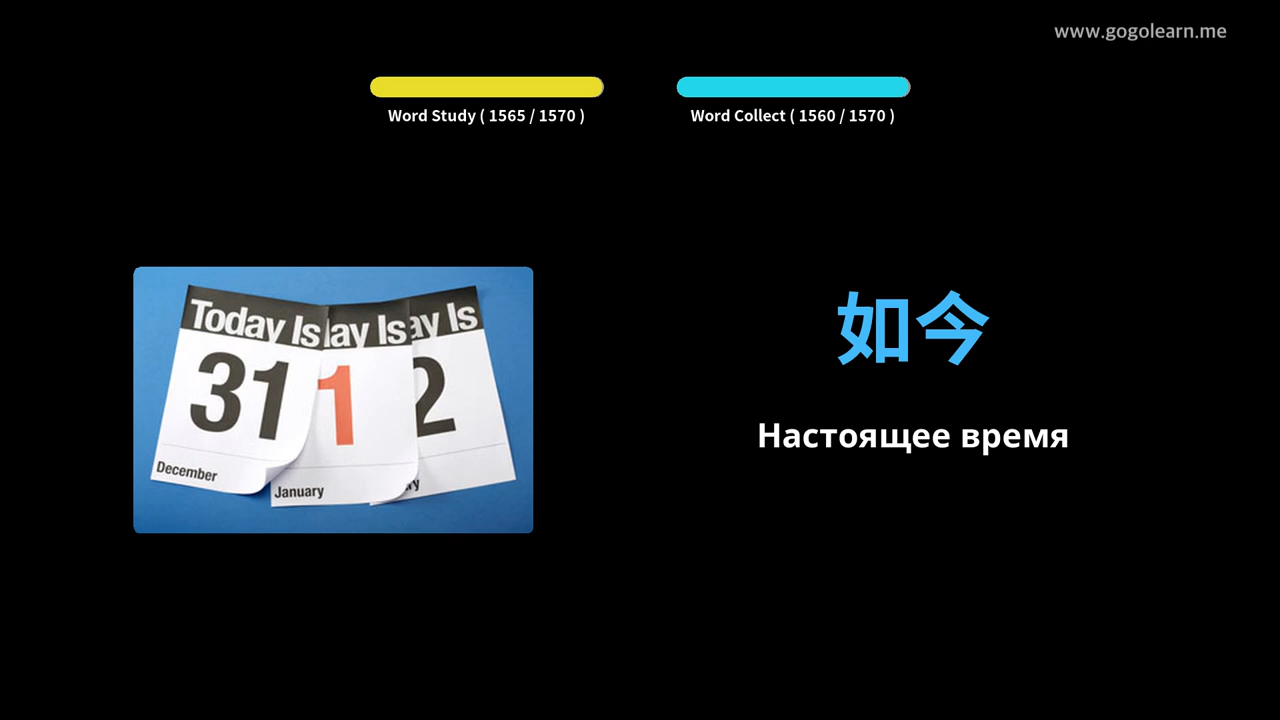 www.gogolearn.me
Word Study ( 1565 / 1570 )
Word Collect ( 1560 / 1570 )
Today Is
ay Is
ay Is
31
1
2
December
January
ry
如今
Настоящее время